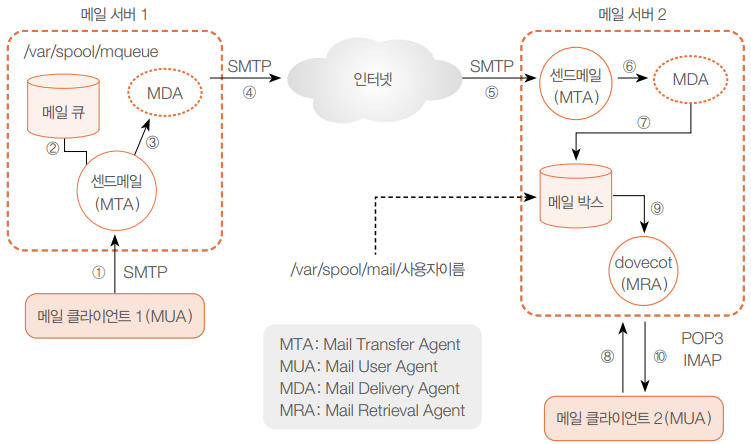 메일 서버 1
메일 서버 2
/var/spool/mqueue
메일 큐
MDA
②
③
센드메일
(MTA)
①
SMTP
메일 클라이언트 1(MUA)
SMTP
④
인터넷
SMTP
⑤
센드메일
(MTA)
⑥
MDA
⑦
메일 박스
⑨
/var/spool/mail/사용자이름
dovecot
(MRA)
⑧
⑩
POP3
IMAP
메일 클라이언트 2(MUA)
MTA: Mail Transfer Agent
MUA: Mail User Agent
MDA: Mail Delivery Agent
MRA: Mail Retrieval Agent